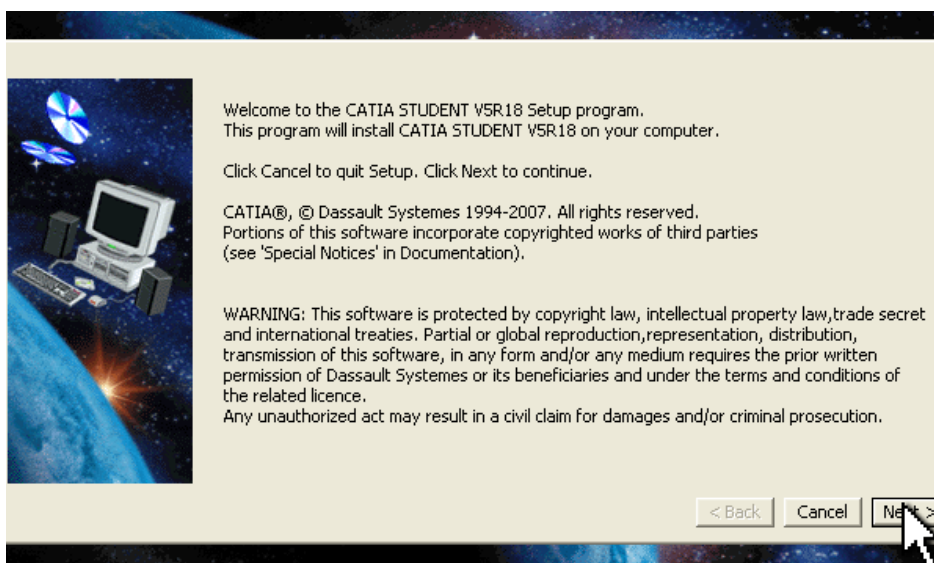 Welcome to the CATIA STUDENT V5R18 Setup program.
This program will install CATIA STUDENT V5R18 on your computer.
Click Cancel to quit Setup. Click Next to continue.
CATIA®, © Dassault Systemes 1994-2007. All rights reserved.
Portions of this software incorporate copyrighted works of third parties
(see 'Special Notices' in Documentation).
WARNING: This software is protected by copyright law, intellectual property law,trade secret
and international treaties. Partial or global reproduction,representation, distribution,
transmission of this software, in any form and/or any medium requires the prior written
permission of Dassault Systemes or its beneficiaries and under the terms and conditions of
the related licence.
Any unauthorized act may result in a civil claim for damages and/or criminal prosecution.
< Back Cancel Next >